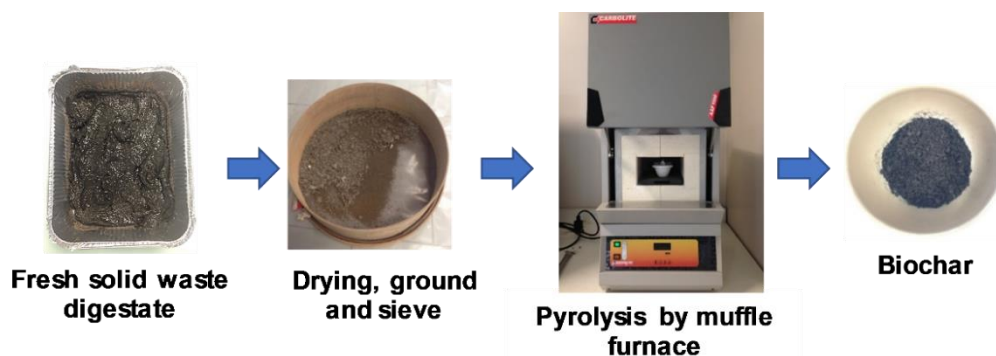 CARBOLITE
Fresh solid waste
digestate
Drying, ground
and sieve
Pyrolysis by muffle
furnace
Biochar